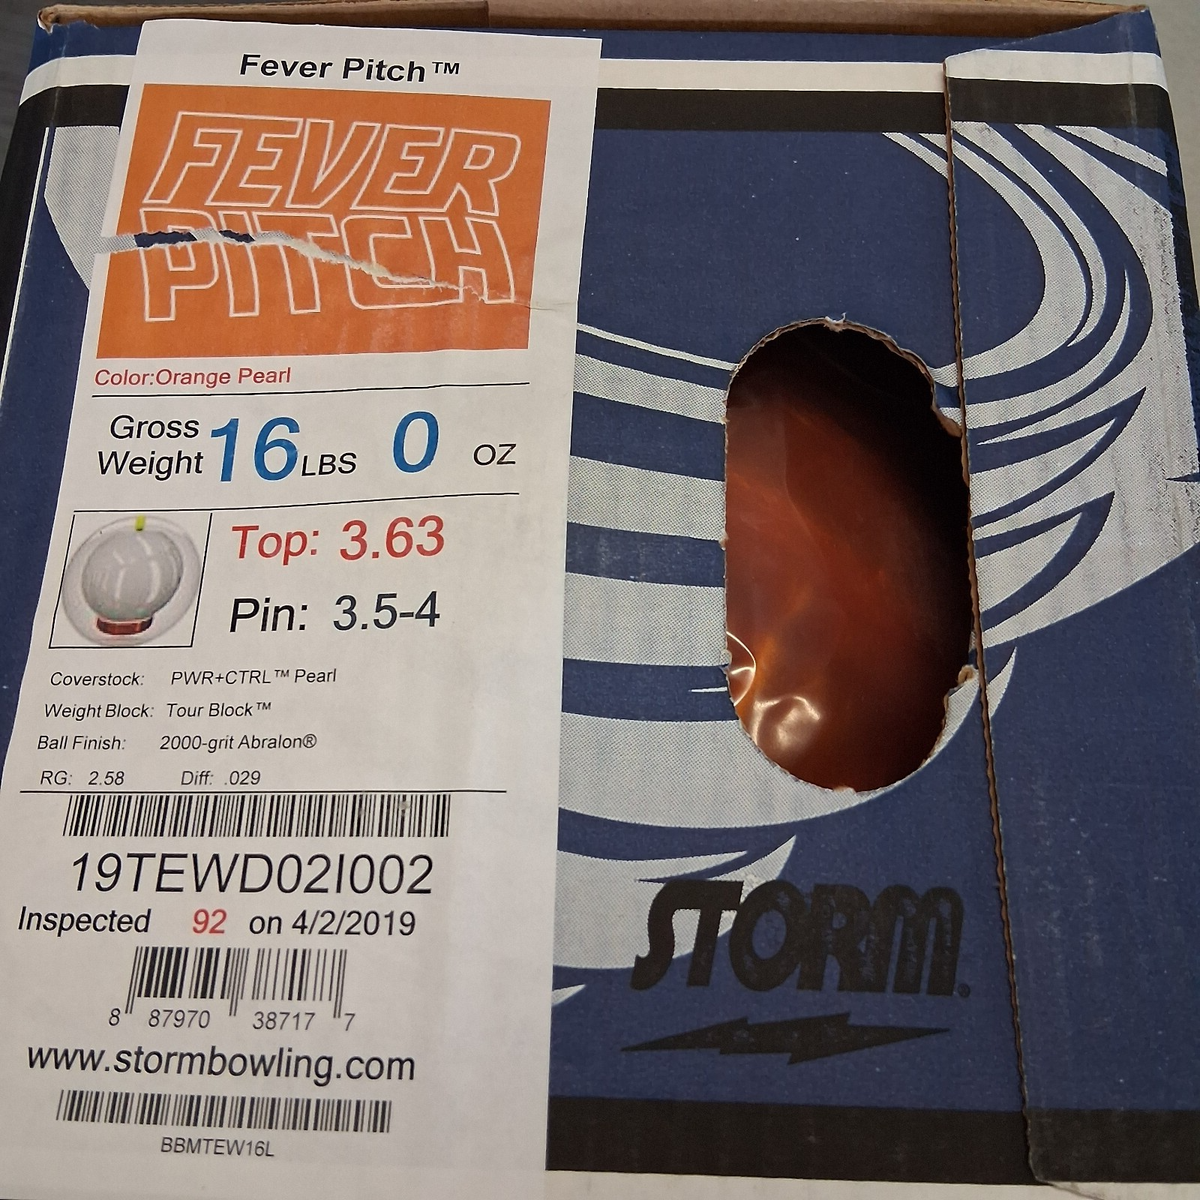 Fever Pitch™
FEVER
PITCH
Color:Orange Pearl
Gross Weight 16 LBS 0 OZ
Top: 3.63
Pin: 3.5-4
Coverstock: PWR+CTRL™ Pearl
Weight Block: Tour Block™
Ball Finish: 2000-grit Abralon®
RG: 2.58 Diff: .029
19TEWD02I002
Inspected 92 on 4/2/2019
8 87970 38717 7
www.stormbowling.com
BBMTEW16L
STORM®